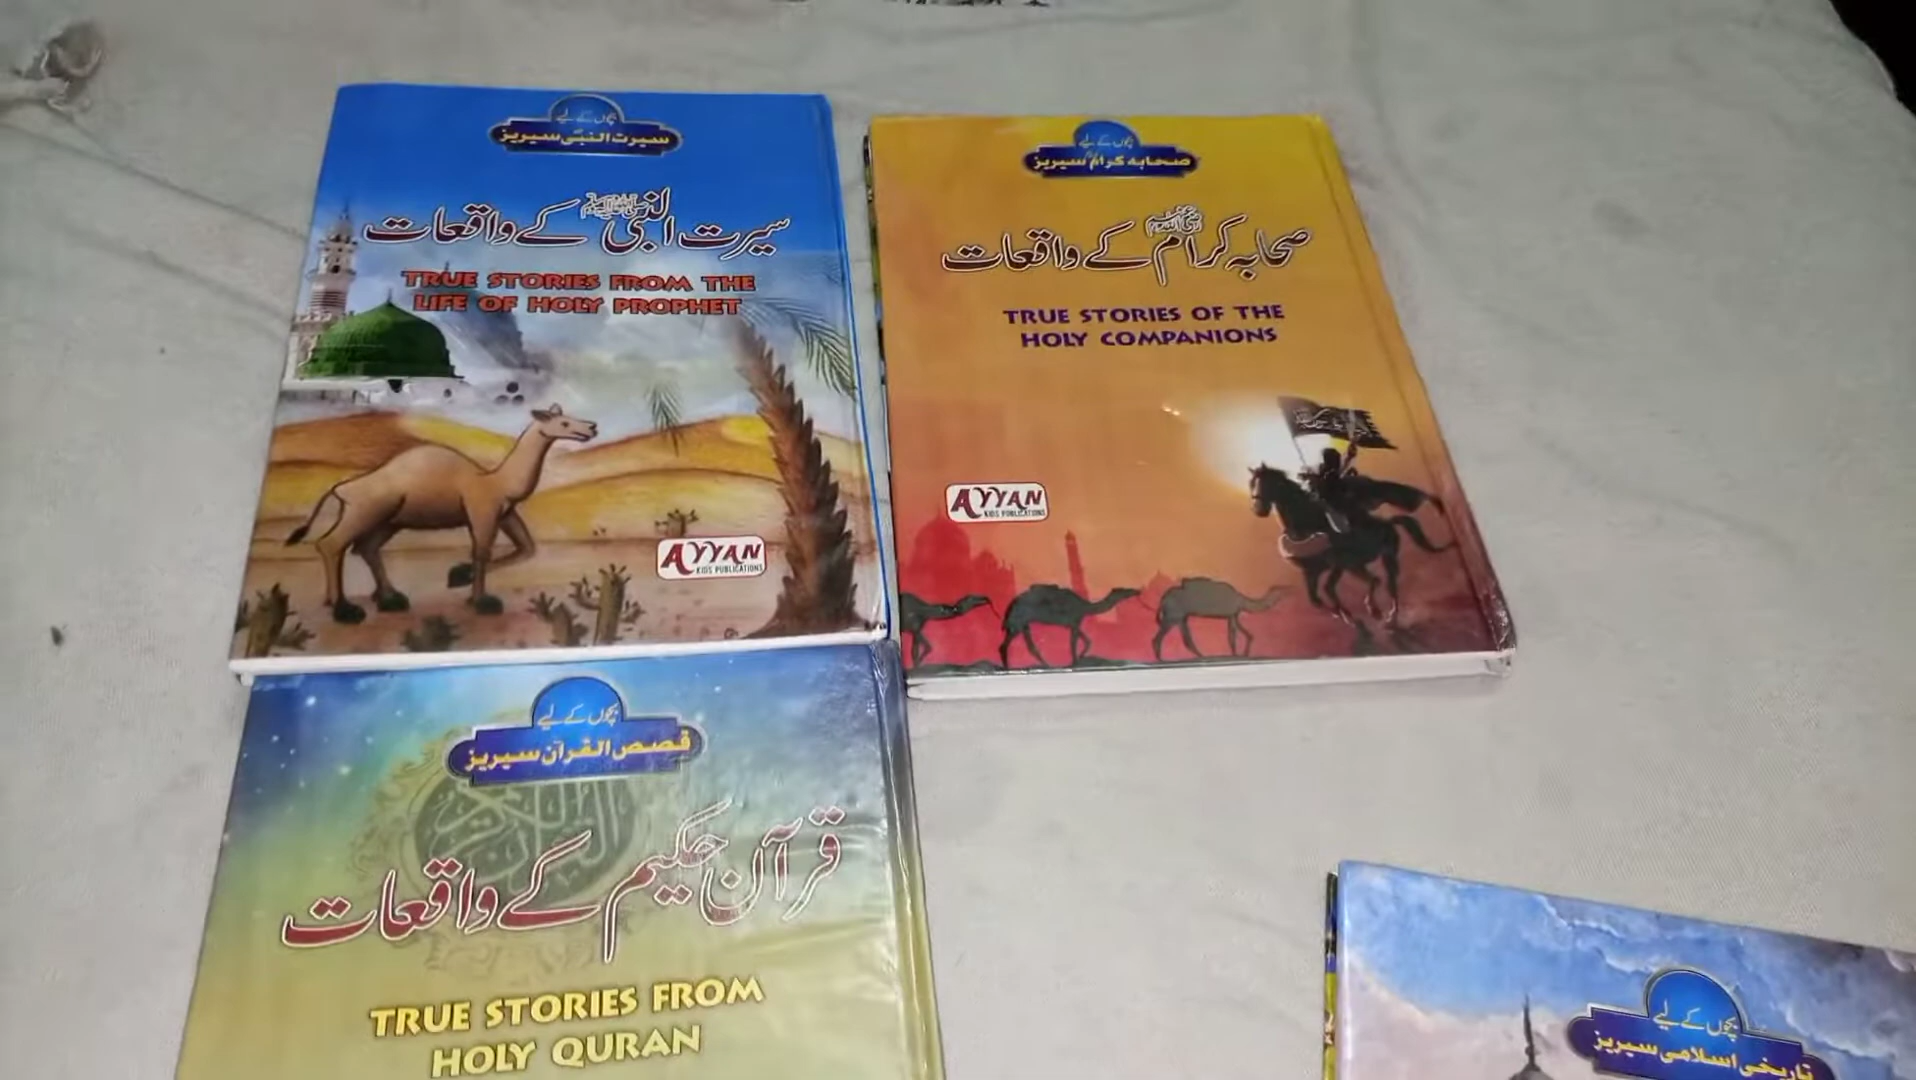 بچوں کے لیے
سیرت النبی سیریز
سیرت النبی ﷺ کے واقعات
TRUE STORIES FROM THE
LIFE OF HOLY PROPHET
AYYAN
KIDS PUBLICATIONS
بچوں کے لیے
صحابہ کرام سیریز
صحابہ کرام کے واقعات
TRUE STORIES OF THE
HOLY COMPANIONS
AYYAN
KIDS PUBLICATIONS
بچوں کے لیے
قصص القرآن سیریز
قرآن حکیم کے واقعات
TRUE STORIES FROM
HOLY QURAN
بچوں کے لیے
تاریخی اسلامی سیریز